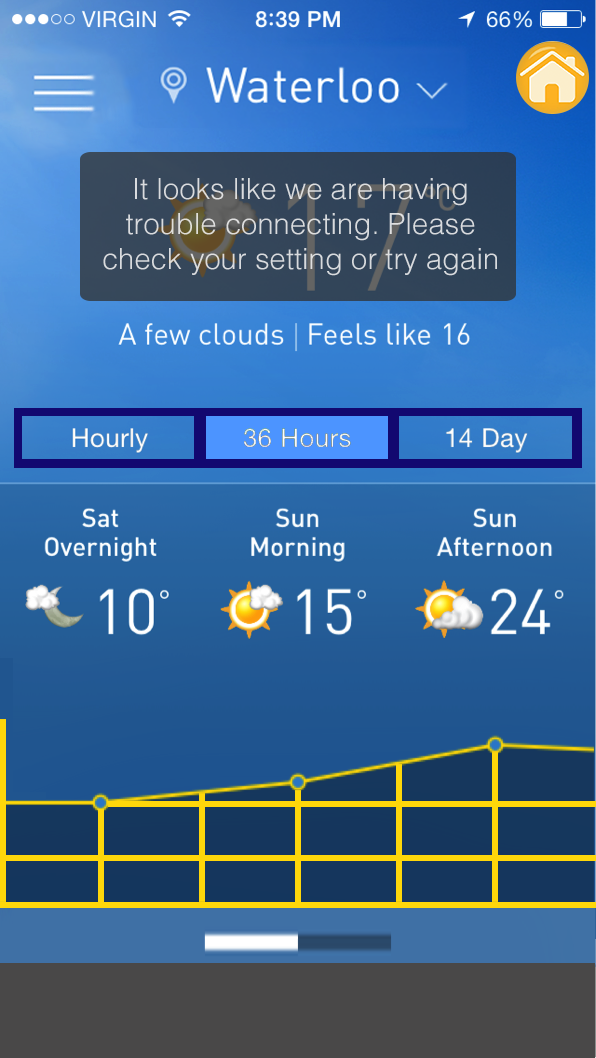 VIRGIN 8:39 PM 66%
Waterloo
17°C
It looks like we are having
trouble connecting. Please
check your setting or try again
A few clouds | Feels like 16
Hourly 36 Hours 14 Day
Sat Sun Sun
Overnight Morning Afternoon
10° 15° 24°